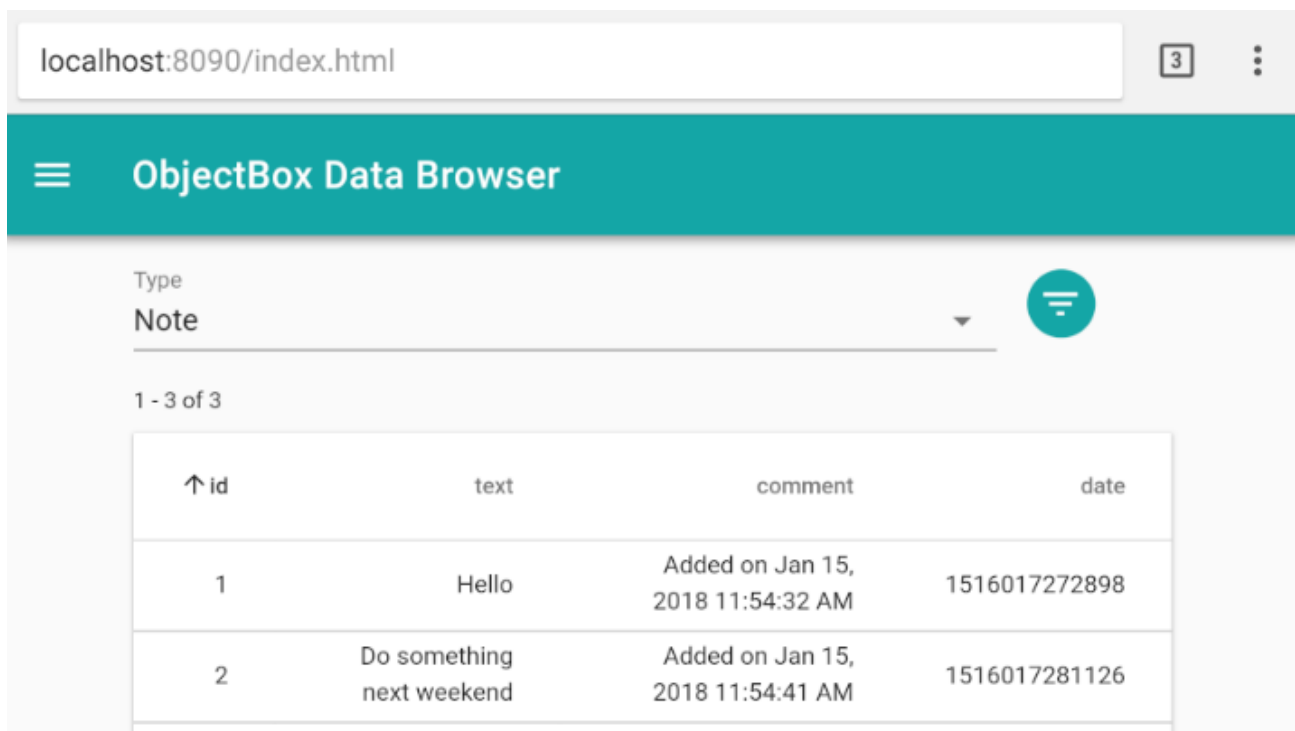 localhost:8090/index.html
3
ObjectBox Data Browser
Type
Note
1 - 3 of 3
id text comment date
1 Hello Added on Jan 15, 2018 11:54:32 AM 1516017272898
2 Do something next weekend Added on Jan 15, 2018 11:54:41 AM 1516017281126